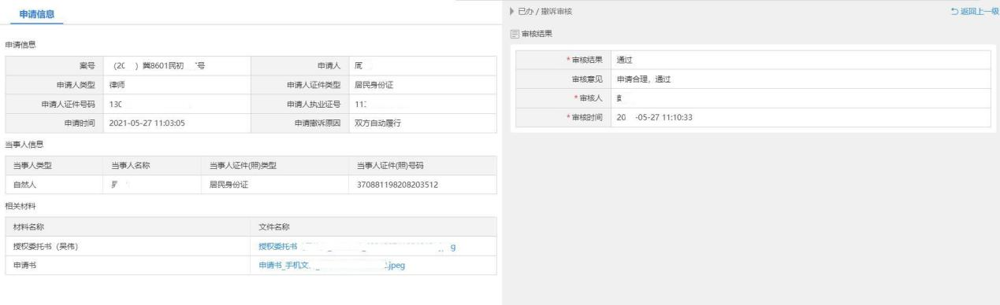 申请信息
申请信息
案号 (20 ) 冀8601民初 号 申请人 周
申请人类型 律师 申请人证件类型 居民身份证
申请人证件号码 130 申请人执业证号 11
申请时间 2021-05-27 11:03:05 申请撤诉原因 双方自动履行
当事人信息
当事人类型 当事人名称 当事人证件(照)类型 当事人证件(照)号码
自然人 居民身份证 370881198208203512
相关材料
材料名称 文件名称
授权委托书（吴伟） 授权委托书 g
申请书 申请书_手机文 .jpeg
已办 / 撤诉审核 返回上一级
审核结果
* 审核结果 通过
审核意见 申请合理，通过
* 审核人
* 审核时间 20 -05-27 11:10:33